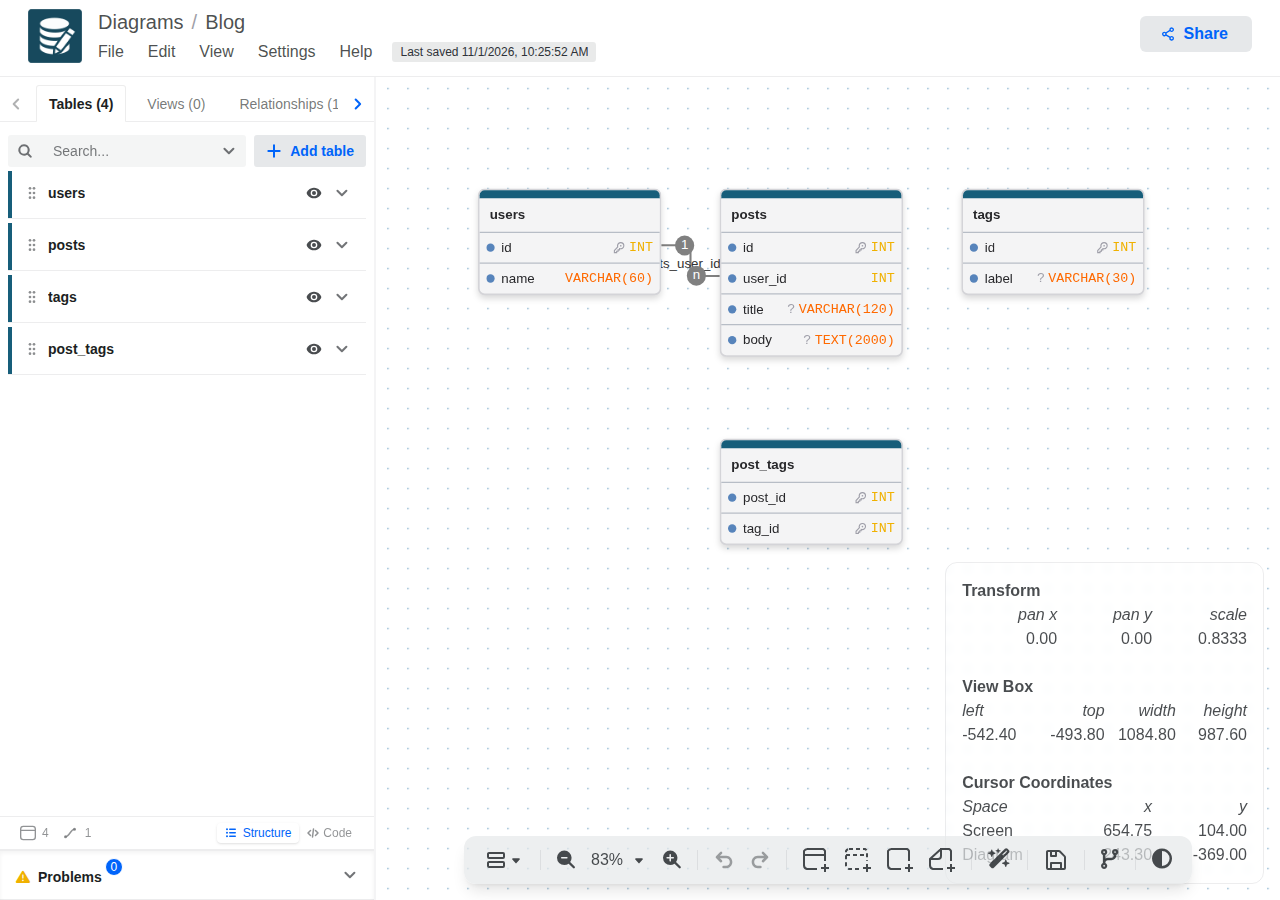 Diagrams / Blog
File Edit View Settings Help Last saved 11/1/2026, 10:25:52 AM
Share
Tables (4) Views (0) Relationships (1
Search... Add table
users
posts
tags
post_tags
users
id INT
name VARCHAR(60)
1
ts_user_id
n
posts
id INT
user_id INT
title ? VARCHAR(120)
body ? TEXT(2000)
tags
id INT
label ? VARCHAR(30)
post_tags
post_id INT
tag_id INT
Transform
pan x pan y scale
0.00 0.00 0.8333
View Box
left top width height
-542.40 -493.80 1084.80 987.60
Cursor Coordinates
Space x y
Screen 654.75 104.00
Diagram 243.30 -369.00
83%
4 1 Structure Code
Problems 0